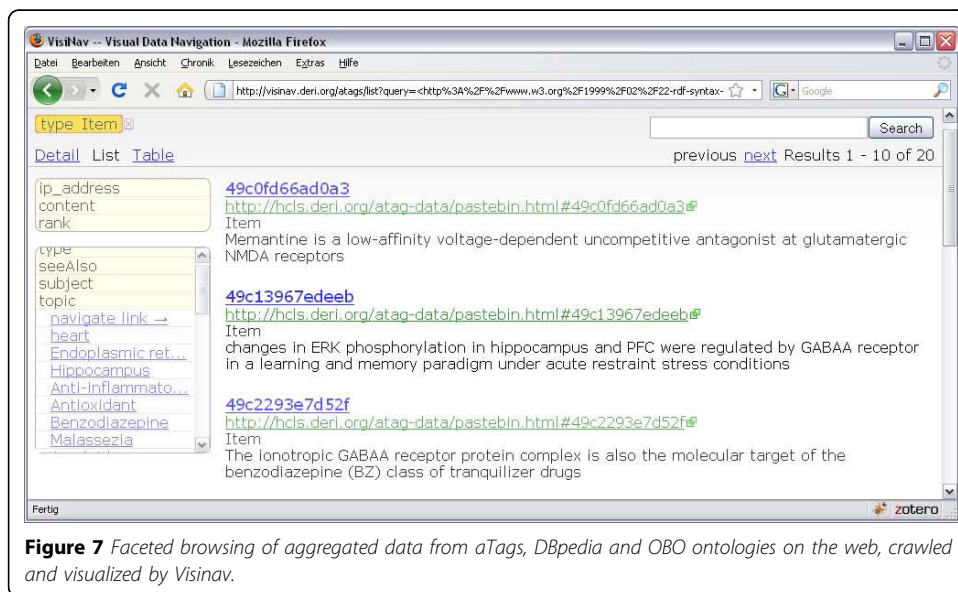 VisiNav -- Visual Data Navigation - Mozilla Firefox
Datei Bearbeiten Ansicht Chronik Lesezeichen Extras Hilfe
http://visinav.deri.org/atags/list?query=<http%3A%2F%2Fwww.w3.org%2F1999%2F02%2F22-rdf-syntax-
G Google
type Item
Search
Detail List Table
previous next Results 1 - 10 of 20
ip_address
content
rank
type
seeAlso
subject
topic
navigate link →
heart
Endoplasmic ret...
Hippocampus
Anti-inflammato...
Antioxidant
Benzodiazepine
Malassezia
49c0fd66ad0a3
http://hcls.deri.org/atag-data/pastebin.html#49c0fd66ad0a3
Item
Memantine is a low-affinity voltage-dependent uncompetitive antagonist at glutamatergic
NMDA receptors
49c13967edeeb
http://hcls.deri.org/atag-data/pastebin.html#49c13967edeeb
Item
changes in ERK phosphorylation in hippocampus and PFC were regulated by GABAA receptor
in a learning and memory paradigm under acute restraint stress conditions
49c2293e7d52f
http://hcls.deri.org/atag-data/pastebin.html#49c2293e7d52f
Item
The ionotropic GABAA receptor protein complex is also the molecular target of the
benzodiazepine (BZ) class of tranquilizer drugs
Fertig
zotero
Figure 7 Faceted browsing of aggregated data from aTags, DBpedia and OBO ontologies on the web, crawled
and visualized by Visinav.